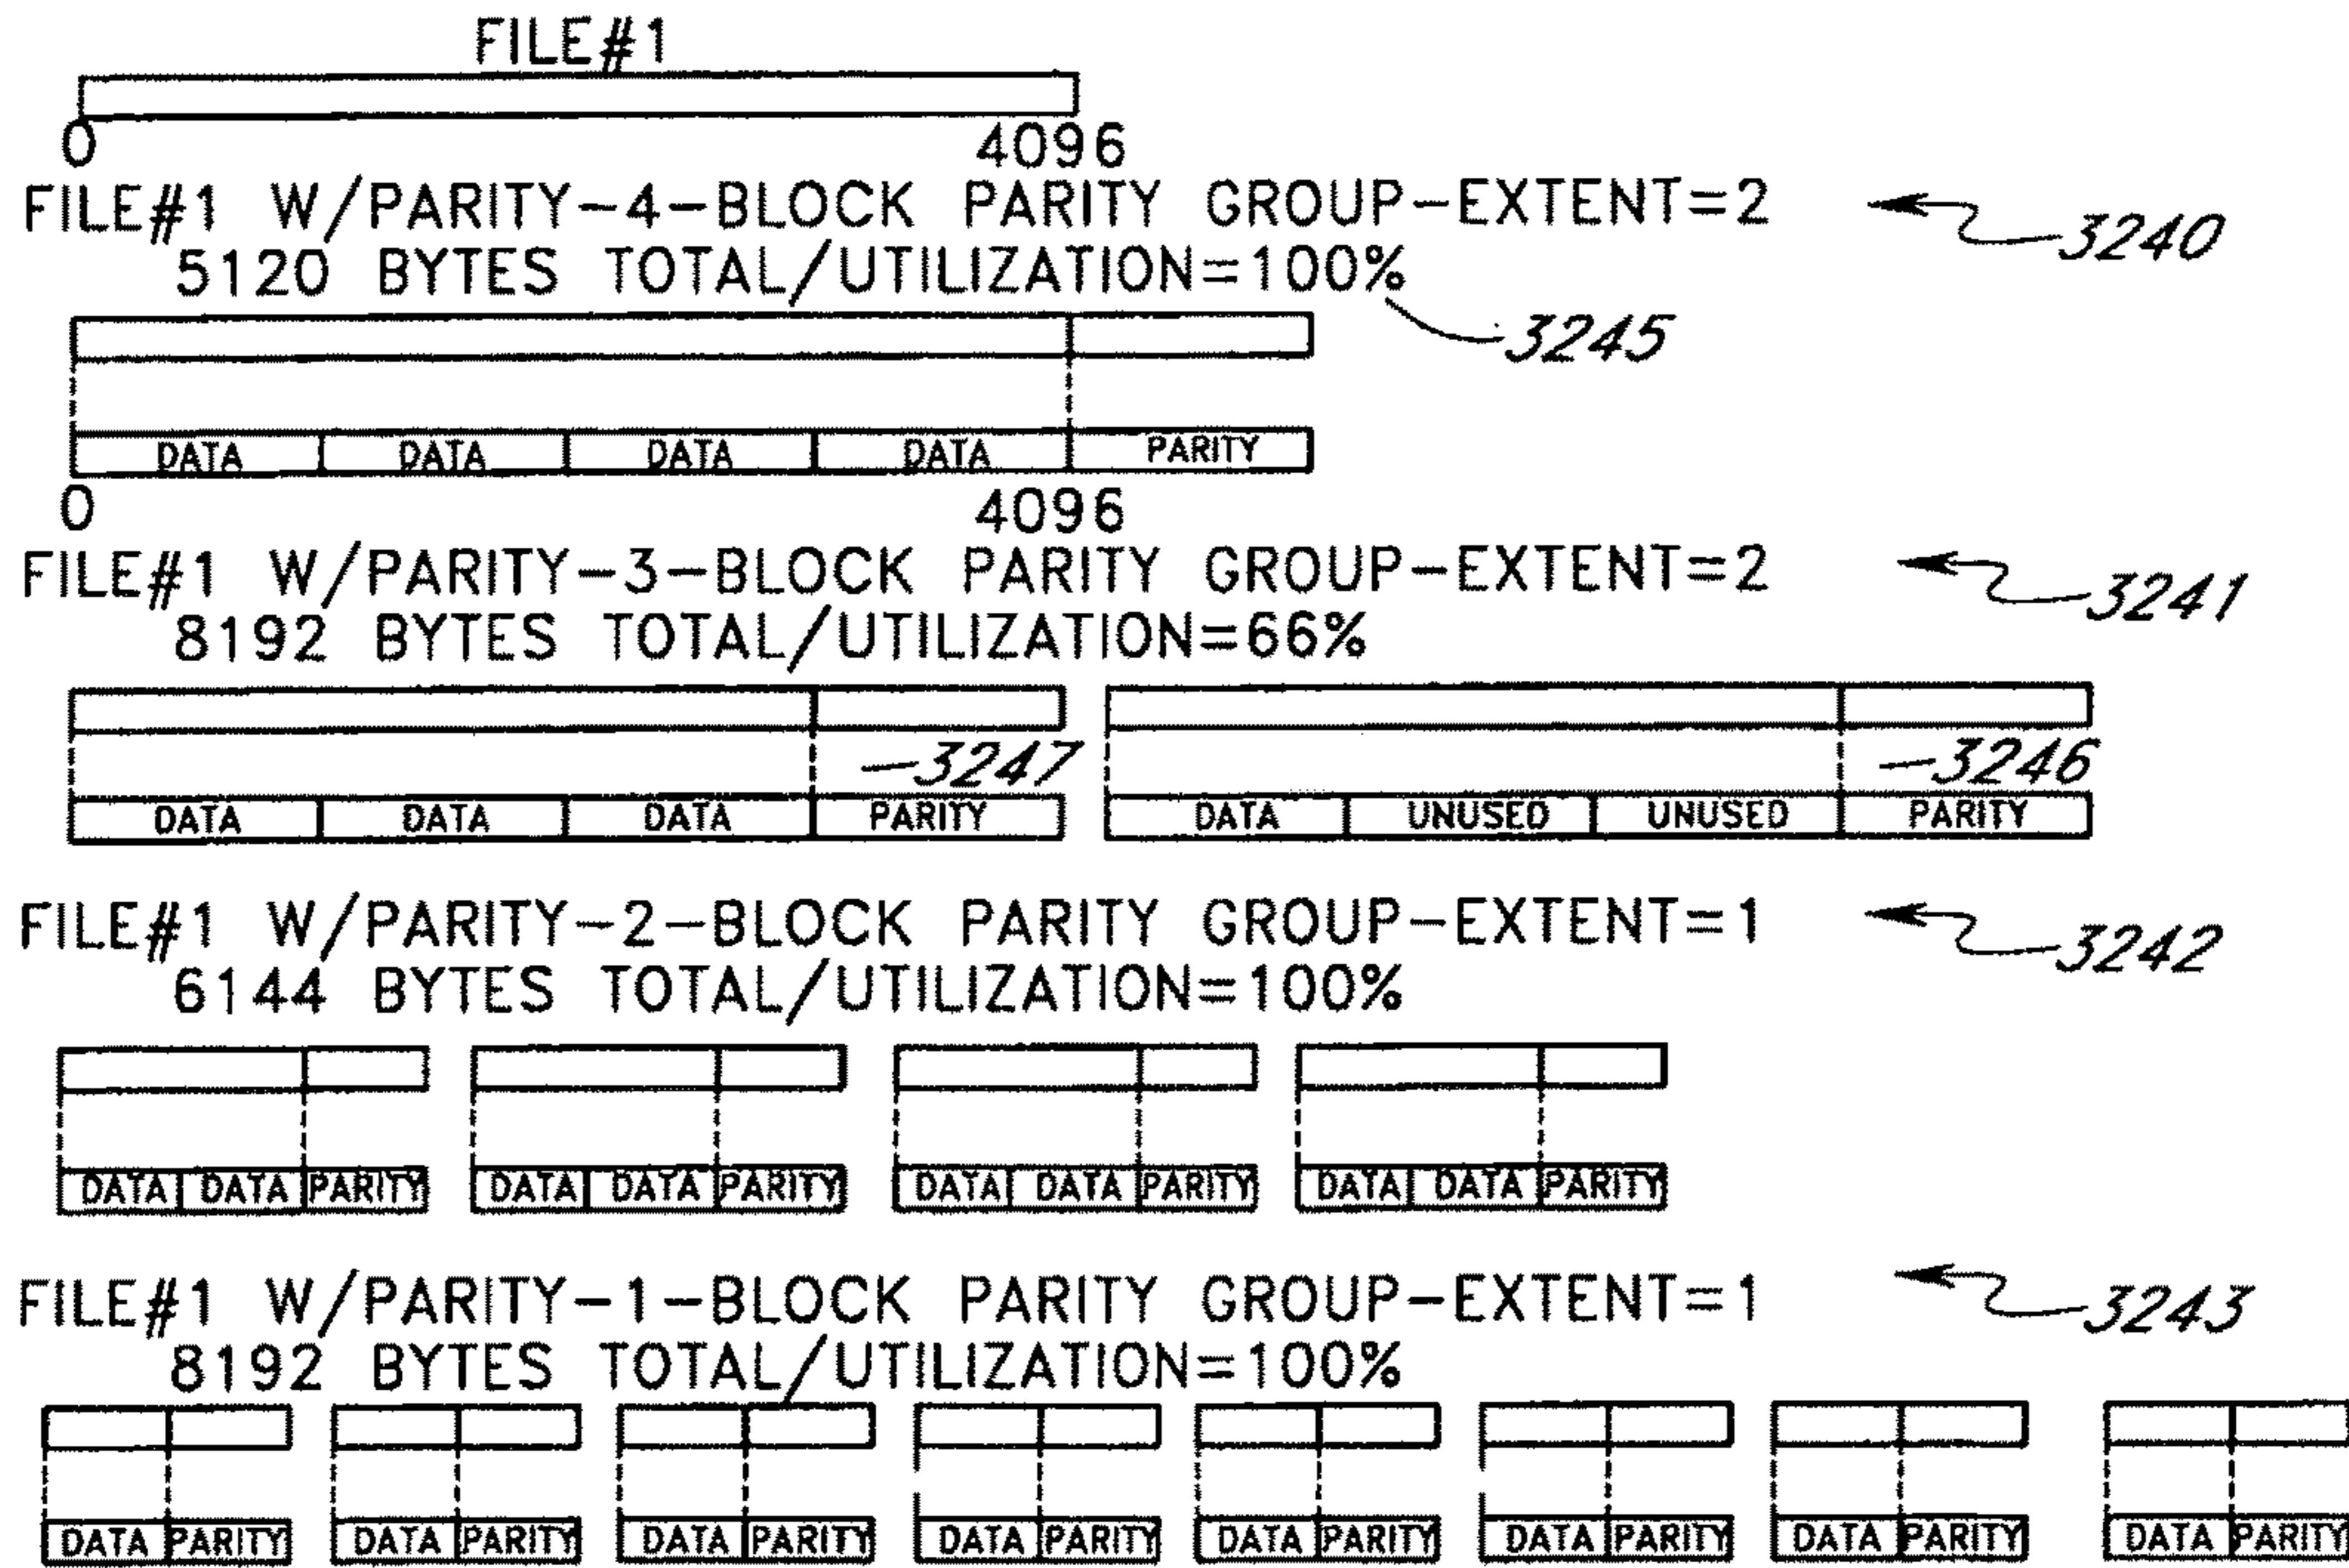 FILE#1
0 4096
FILE#1 W/PARITY-4-BLOCK PARITY GROUP-EXTENT=2 3240
5120 BYTES TOTAL/UTILIZATION=100%
3245
DATA DATA DATA DATA PARITY
0 4096
FILE#1 W/PARITY-3-BLOCK PARITY GROUP-EXTENT=2 3241
8192 BYTES TOTAL/UTILIZATION=66%
3247 3246
DATA DATA DATA PARITY DATA UNUSED UNUSED PARITY
FILE#1 W/PARITY-2-BLOCK PARITY GROUP-EXTENT=1 3242
6144 BYTES TOTAL/UTILIZATION=100%
DATA DATA PARITY DATA DATA PARITY DATA DATA PARITY DATA DATA PARITY
FILE#1 W/PARITY-1-BLOCK PARITY GROUP-EXTENT=1 3243
8192 BYTES TOTAL/UTILIZATION=100%
DATA PARITY DATA PARITY DATA PARITY DATA PARITY DATA PARITY DATA PARITY DATA PARITY DATA PARITY